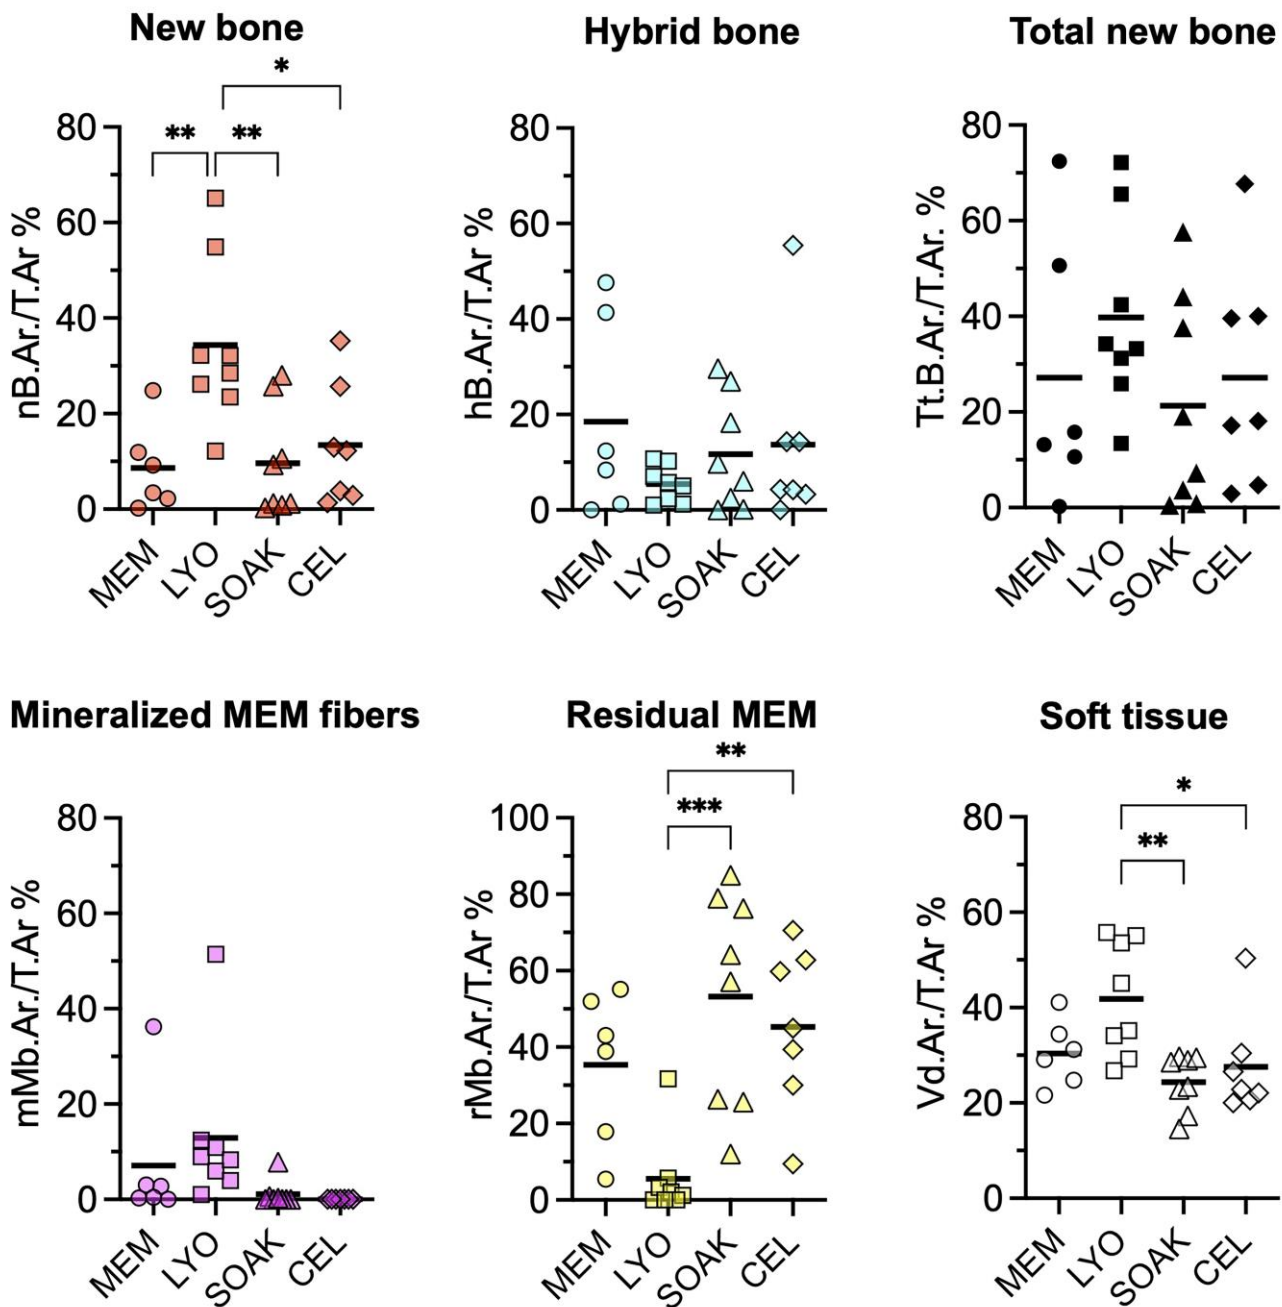 New bone
*
**
**
nB.Ar./T.Ar %
80
60
40
20
0
MEM
LYO
SOAK
CEL
Hybrid bone
hB.Ar./T.Ar %
80
60
40
20
0
MEM
LYO
SOAK
CEL
Total new bone
Tt.B.Ar./T.Ar. %
80
60
40
20
0
MEM
LYO
SOAK
CEL
Mineralized MEM fibers
mMb.Ar./T.Ar %
80
60
40
20
0
MEM
LYO
SOAK
CEL
Residual MEM
**
***
rMb.Ar./T.Ar %
100
80
60
40
20
0
MEM
LYO
SOAK
CEL
Soft tissue
*
**
Vd.Ar./T.Ar %
80
60
40
20
0
MEM
LYO
SOAK
CEL